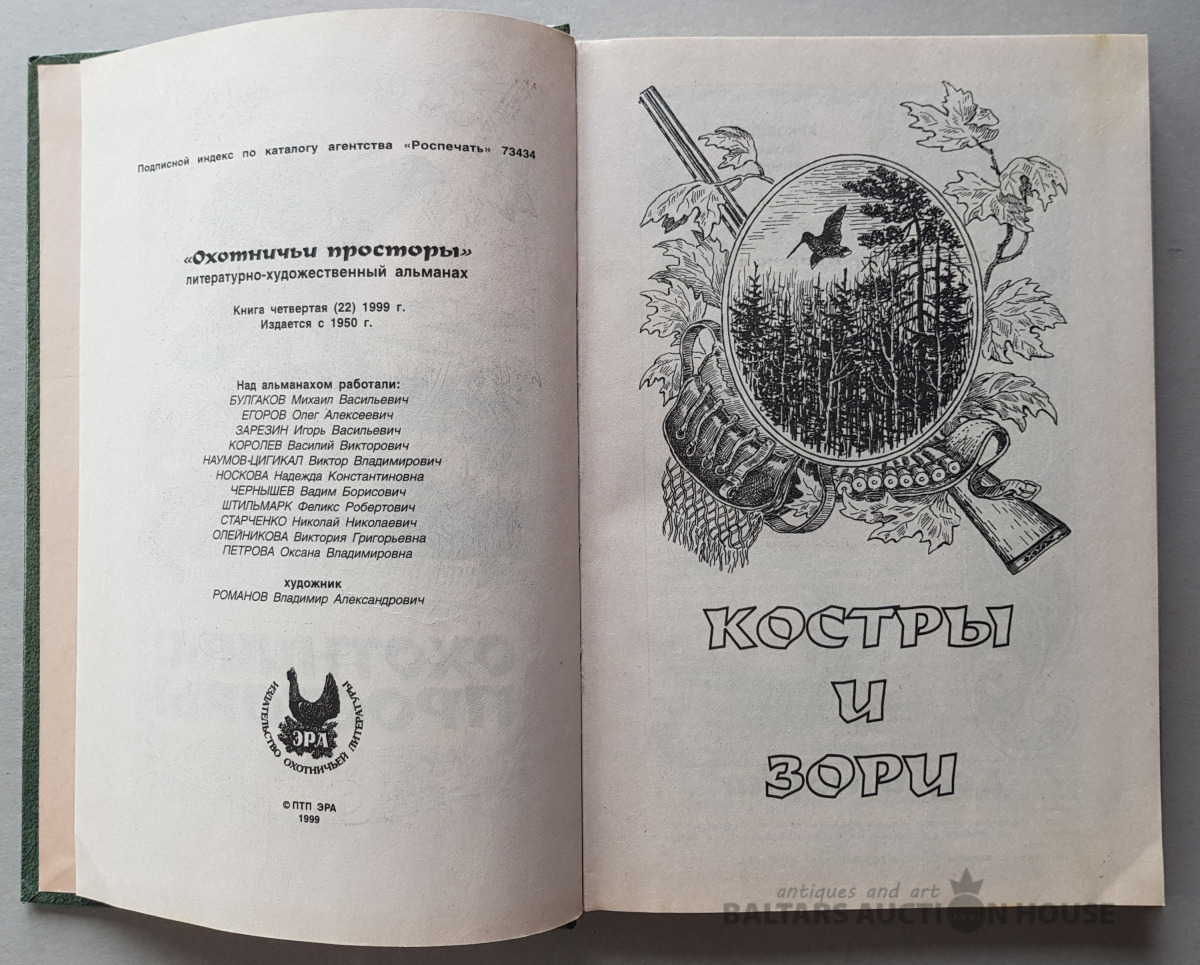 Подписной индекс по каталогу агентства «Роспечать» 73434
«Охотничьи просторы»
литературно-художественный альманах
Книга четвертая (22) 1999 г.
Издается с 1950 г.
Над альманахом работали:
БУЛГАКОВ Михаил Васильевич
ЕГОРОВ Олег Алексеевич
ЗАРЕЗИН Игорь Васильевич
КОРОЛЕВ Василий Викторович
НАУМОВ-ЦИГИКАЛ Виктор Владимирович
НОСКОВА Надежда Константиновна
ЧЕРНЫШЕВ Вадим Борисович
ШТИЛЬМАРК Феликс Робертович
СТАРЧЕНКО Николай Николаевич
ОЛЕЙНИКОВА Виктория Григорьевна
ПЕТРОВА Оксана Владимировна
художник
РОМАНОВ Владимир Александрович
ИЗДАТЕЛЬСТВО ОХОТНИЧЬЕЙ ЛИТЕРАТУРЫ
ЭРА
© ПТП ЭРА
1999
КОСТРЫ
И
ЗОРИ
antiques and art
BALTARS AUCTION HOUSE